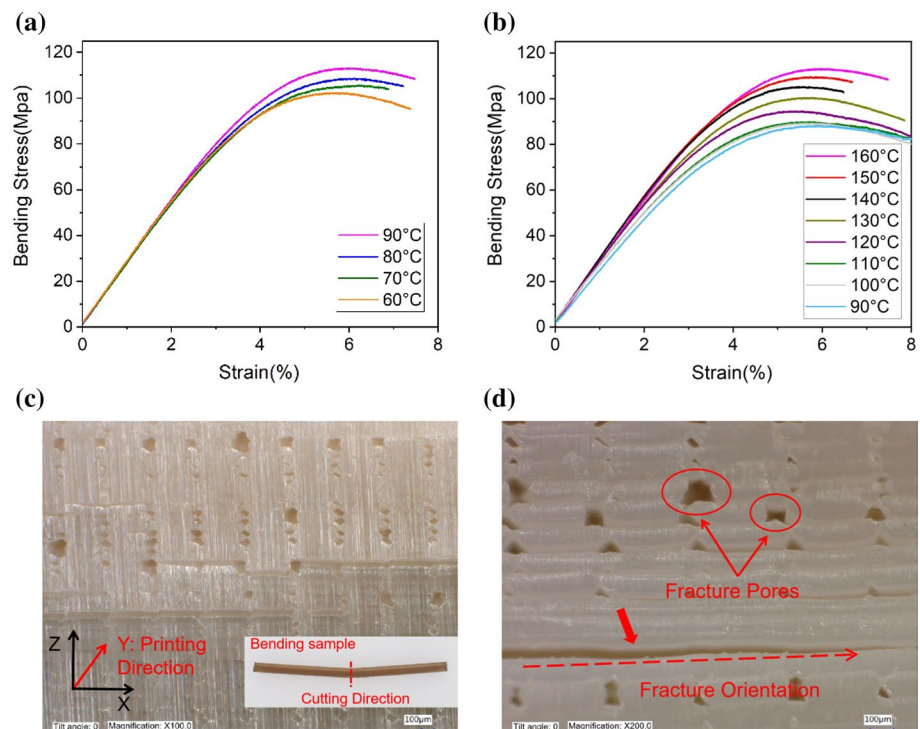 (a)
120
100
80
60
40
20
0
Bending Stress(Mpa)
90°C
80°C
70°C
60°C
0 2 4 6 8
Strain(%)
(b)
120
100
80
60
40
20
0
Bending Stress(Mpa)
160°C
150°C
140°C
130°C
120°C
110°C
100°C
90°C
0 2 4 6 8
Strain(%)
(c)
Z
Y: Printing
Direction
X
Bending sample
Cutting Direction
Tilt angle: 0 Magnification: X100.0
100μm
(d)
Fracture Pores
Fracture Orientation
Tilt angle: 0 Magnification: X200.0
100μm